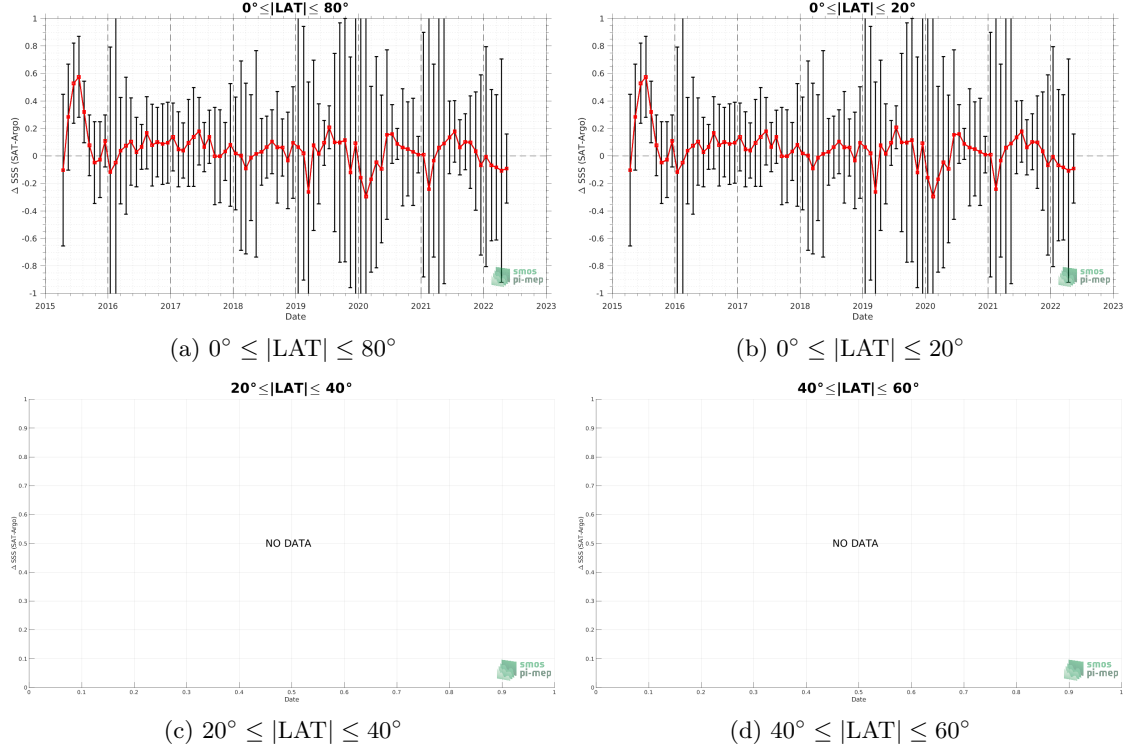 0°≤|LAT|≤ 80°
Δ SSS (SAT-Argo)
1
0.8
0.6
0.4
0.2
0
-0.2
-0.4
-0.6
-0.8
-1
2015 2016 2017 2018 2019 2020 2021 2022 2023
Date
smos
pi-mep
(a) 0° ≤ |LAT| ≤ 80°
0°≤|LAT|≤ 20°
Δ SSS (SAT-Argo)
1
0.8
0.6
0.4
0.2
0
-0.2
-0.4
-0.6
-0.8
-1
2015 2016 2017 2018 2019 2020 2021 2022 2023
Date
smos
pi-mep
(b) 0° ≤ |LAT| ≤ 20°
20°≤|LAT|≤ 40°
Δ SSS (SAT-Argo)
1
0.9
0.8
0.7
0.6
0.5
0.4
0.3
0.2
0.1
0
NO DATA
0 0.1 0.2 0.3 0.4 0.5 0.6 0.7 0.8 0.9 1
Date
smos
pi-mep
(c) 20° ≤ |LAT| ≤ 40°
40°≤|LAT|≤ 60°
Δ SSS (SAT-Argo)
1
0.9
0.8
0.7
0.6
0.5
0.4
0.3
0.2
0.1
0
NO DATA
0 0.1 0.2 0.3 0.4 0.5 0.6 0.7 0.8 0.9 1
Date
smos
pi-mep
(d) 40° ≤ |LAT| ≤ 60°